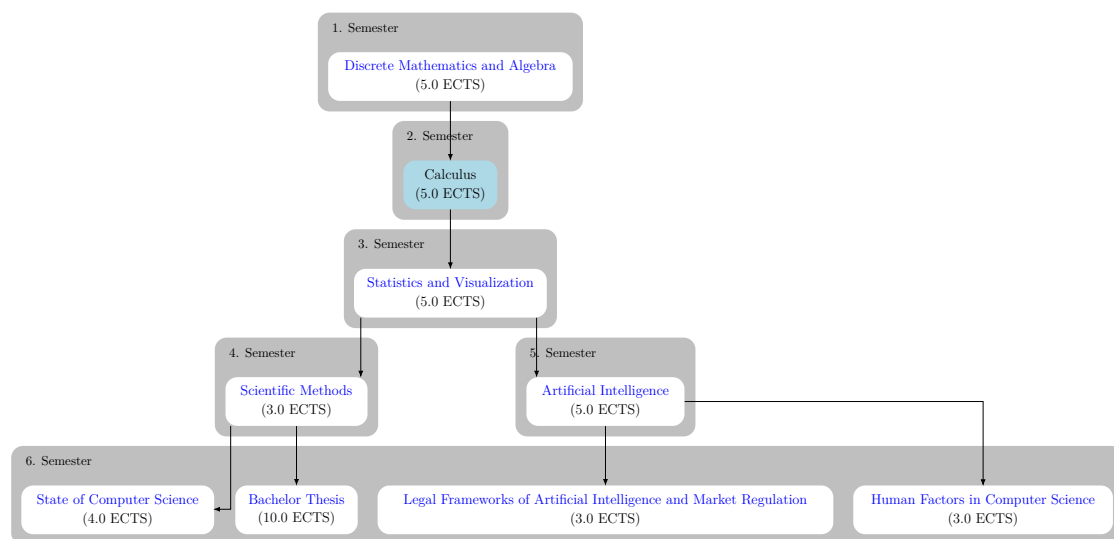 1. Semester
Discrete Mathematics and Algebra
(5.0 ECTS)
2. Semester
Calculus
(5.0 ECTS)
3. Semester
Statistics and Visualization
(5.0 ECTS)
4. Semester
Scientific Methods
(3.0 ECTS)
5. Semester
Artificial Intelligence
(5.0 ECTS)
6. Semester
State of Computer Science
(4.0 ECTS)
Bachelor Thesis
(10.0 ECTS)
Legal Frameworks of Artificial Intelligence and Market Regulation
(3.0 ECTS)
Human Factors in Computer Science
(3.0 ECTS)